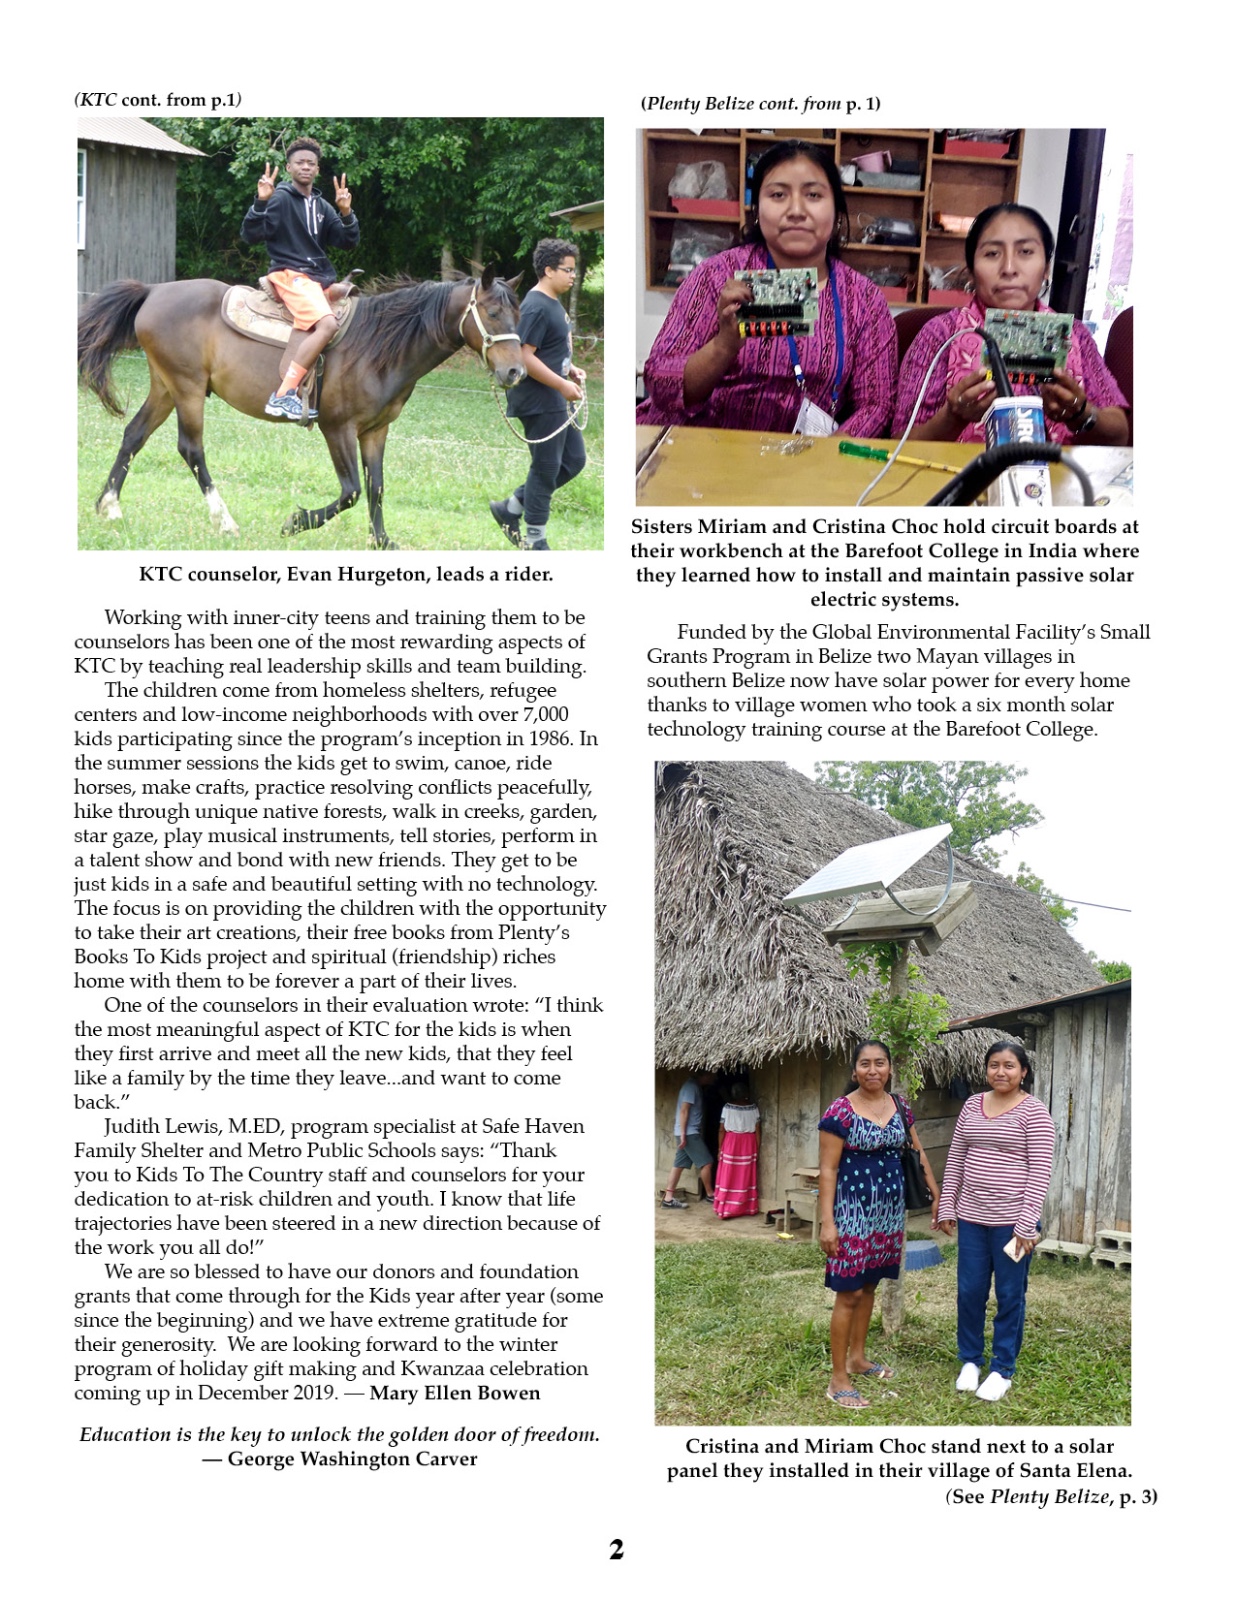 (KTC cont. from p.1)
KTC counselor, Evan Hurgeton, leads a rider.
Working with inner-city teens and training them to be
counselors has been one of the most rewarding aspects of
KTC by teaching real leadership skills and team building.
The children come from homeless shelters, refugee
centers and low-income neighborhoods with over 7,000
kids participating since the program's inception in 1986. In
the summer sessions the kids get to swim, canoe, ride
horses, make crafts, practice resolving conflicts peacefully,
hike through unique native forests, walk in creeks, garden,
star gaze, play musical instruments, tell stories, perform in
a talent show and bond with new friends. They get to be
just kids in a safe and beautiful setting with no technology.
The focus is on providing the children with the opportunity
to take their art creations, their free books from Plenty's
Books To Kids project and spiritual (friendship) riches
home with them to be forever a part of their lives.
One of the counselors in their evaluation wrote: “I think
the most meaningful aspect of KTC for the kids is when
they first arrive and meet all the new kids, that they feel
like a family by the time they leave...and want to come
back.”
Judith Lewis, M.ED, program specialist at Safe Haven
Family Shelter and Metro Public Schools says: “Thank
you to Kids To The Country staff and counselors for your
dedication to at-risk children and youth. I know that life
trajectories have been steered in a new direction because of
the work you all do!”
We are so blessed to have our donors and foundation
grants that come through for the Kids year after year (some
since the beginning) and we have extreme gratitude for
their generosity.  We are looking forward to the winter
program of holiday gift making and Kwanzaa celebration
coming up in December 2019. — Mary Ellen Bowen
Education is the key to unlock the golden door of freedom.
— George Washington Carver
(Plenty Belize cont. from p. 1)
Sisters Miriam and Cristina Choc hold circuit boards at
their workbench at the Barefoot College in India where
they learned how to install and maintain passive solar
electric systems.
Funded by the Global Environmental Facility's Small
Grants Program in Belize two Mayan villages in
southern Belize now have solar power for every home
thanks to village women who took a six month solar
technology training course at the Barefoot College.
Cristina and Miriam Choc stand next to a solar
panel they installed in their village of Santa Elena.
(See Plenty Belize, p. 3)
2